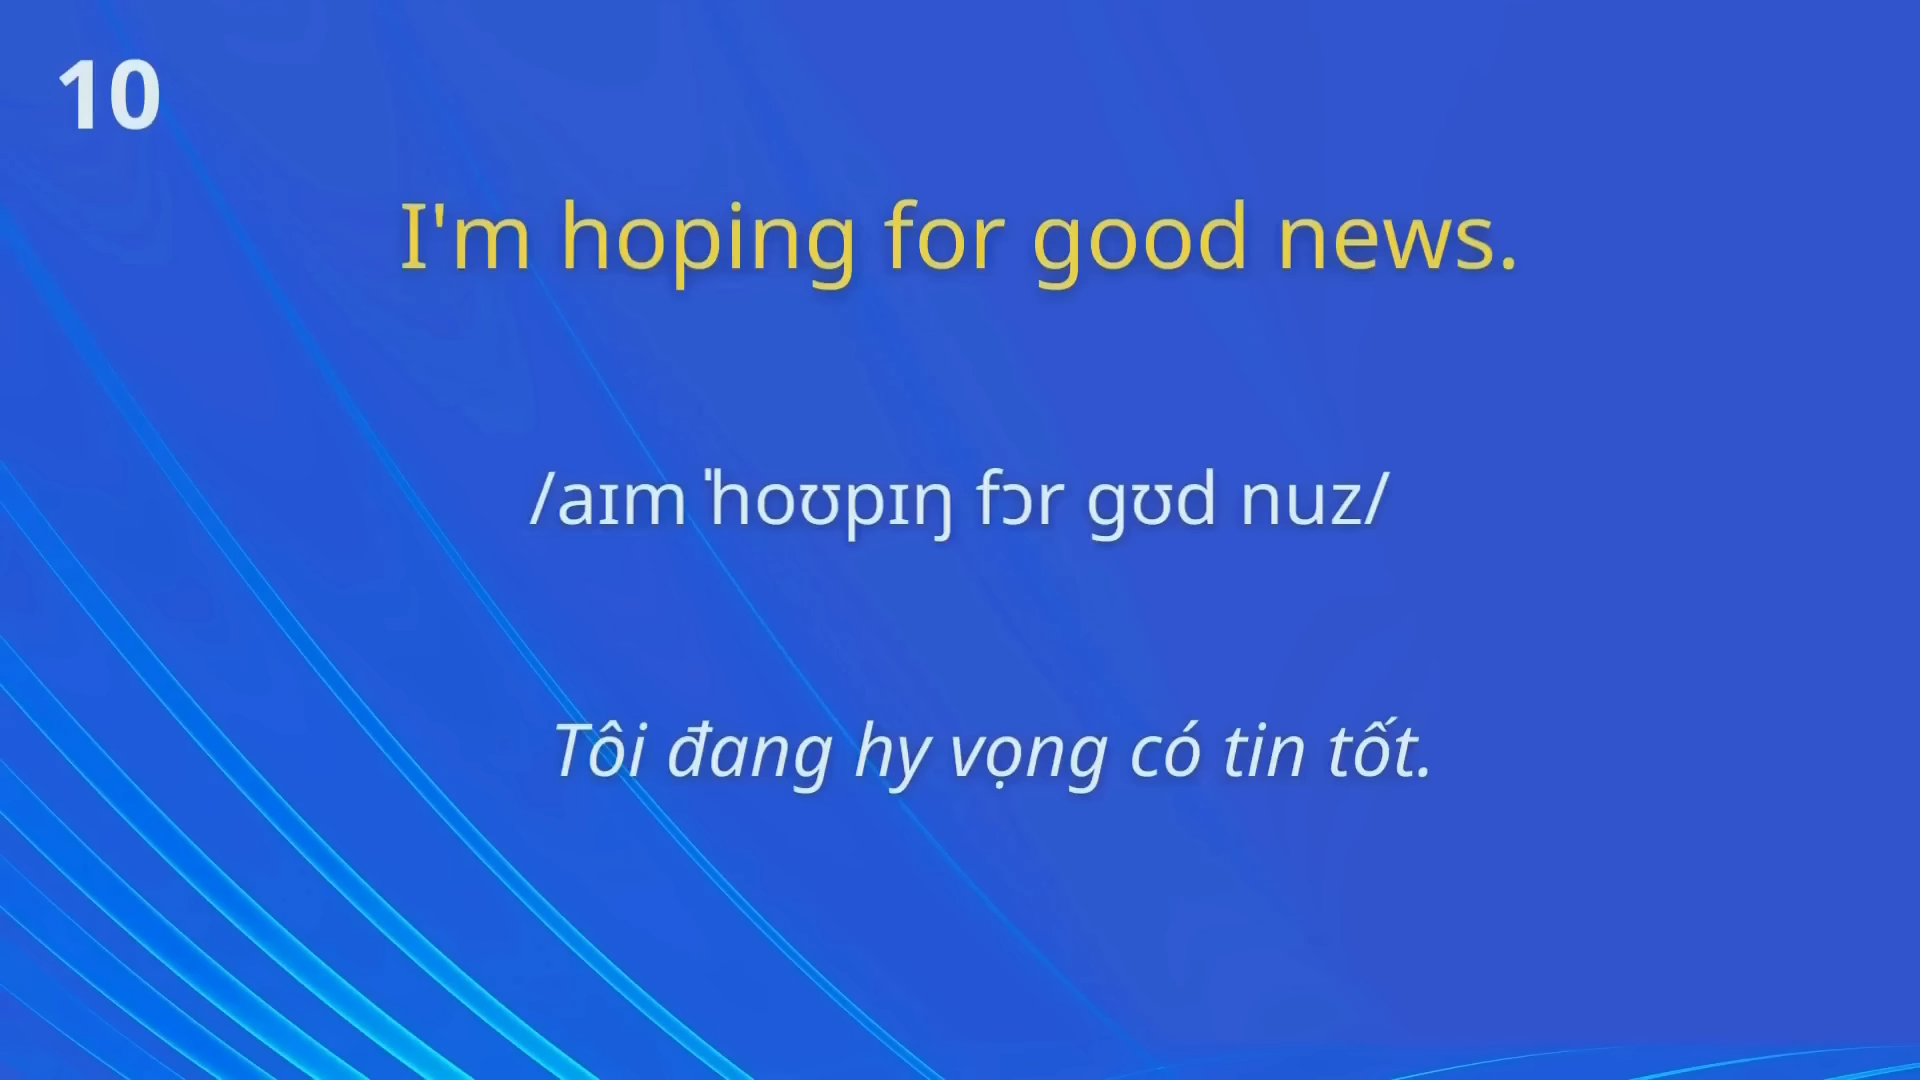 10
I'm hoping for good news.
/aɪm ˈhoʊpɪŋ fɔr gʊd nuz/
Tôi đang hy vọng có tin tốt.